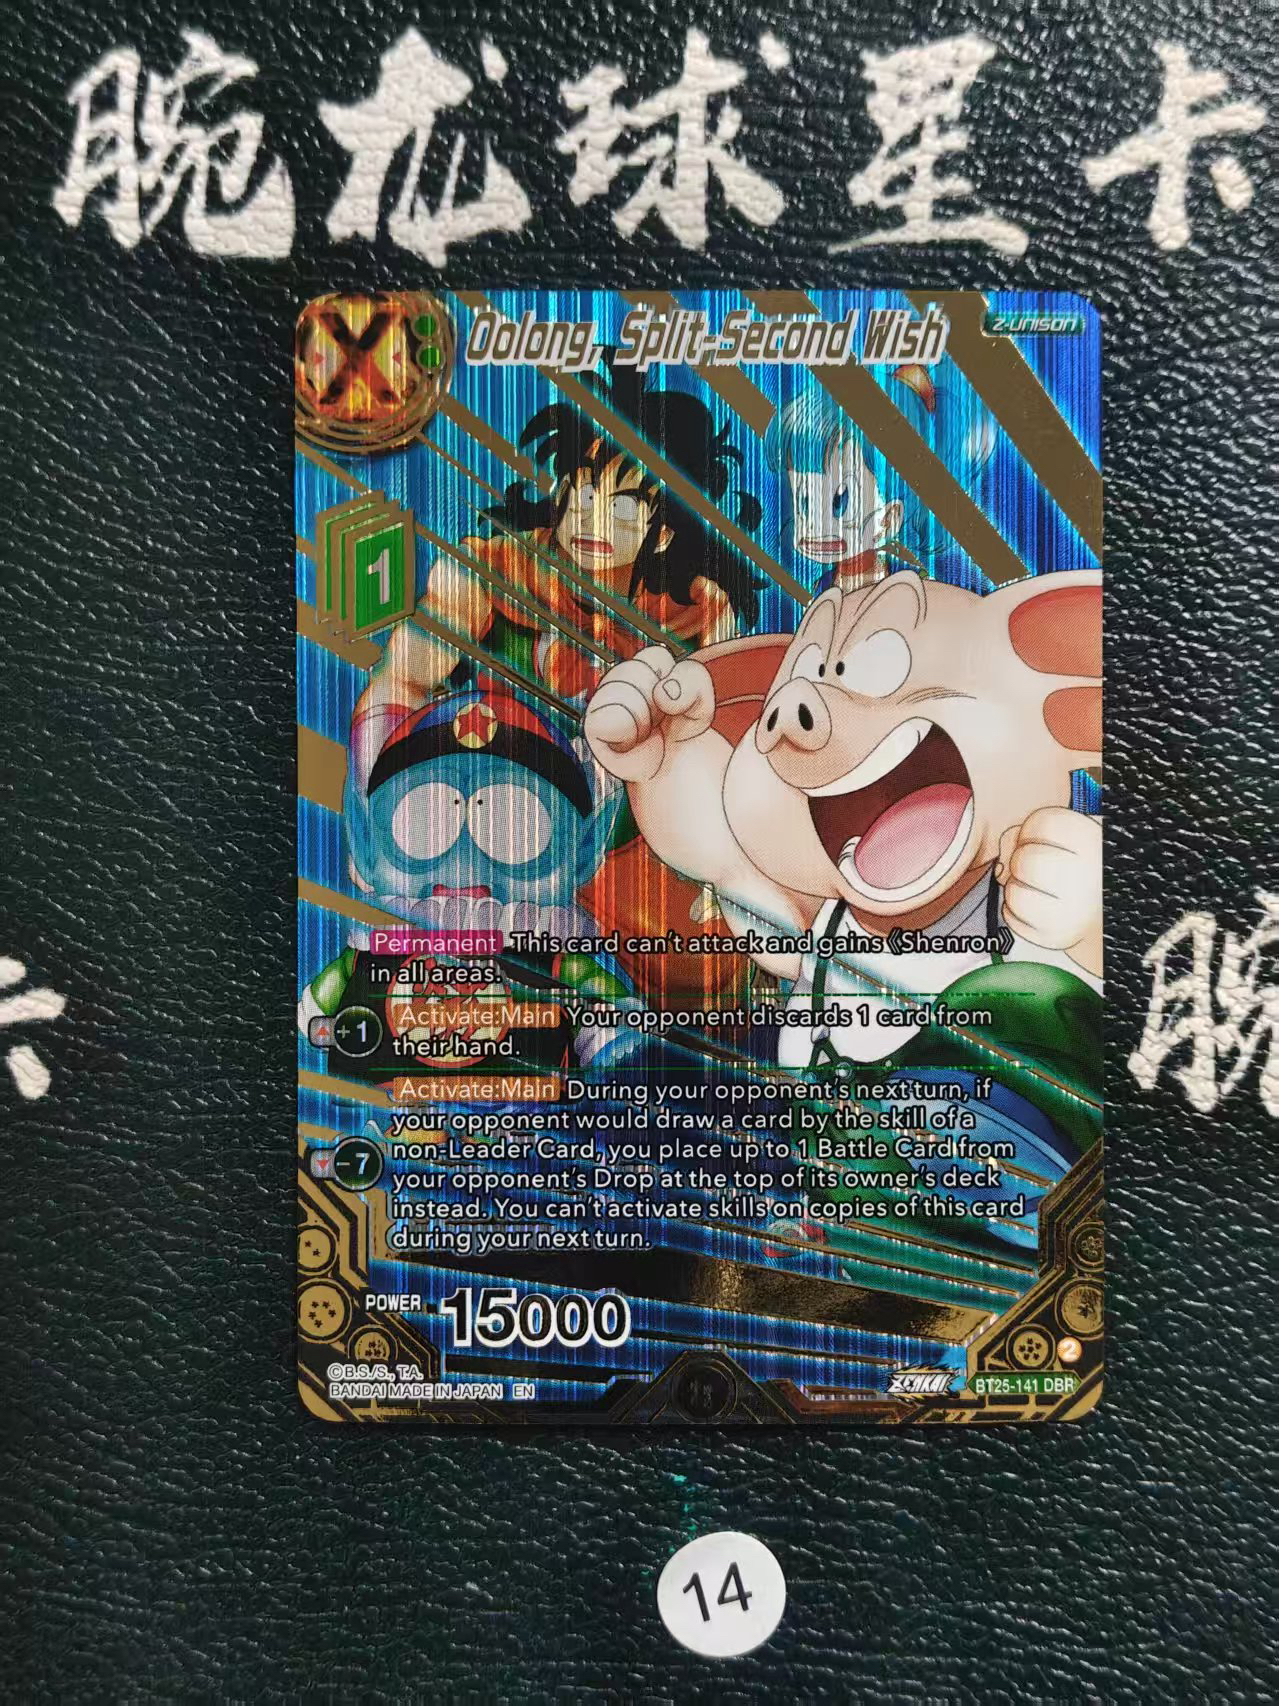 腕龙球星卡
X
Oolong, Split-Second Wish
Z-UNISON
1
Permanent This card can't attack and gains《Shenron》
in all areas.
+1 Activate:Main Your opponent discards 1 card from
their hand.
Activate:Main During your opponent's next turn, if
your opponent would draw a card by the skill of a
-7 non-Leader Card, you place up to 1 Battle Card from
your opponent's Drop at the top of its owner's deck
instead. You can't activate skills on copies of this card
during your next turn.
POWER 15000
2
©B.S./S., T.A.
BANDAI MADE IN JAPAN EN
ZENKAI
BT25-141 DBR
卡
腕
14